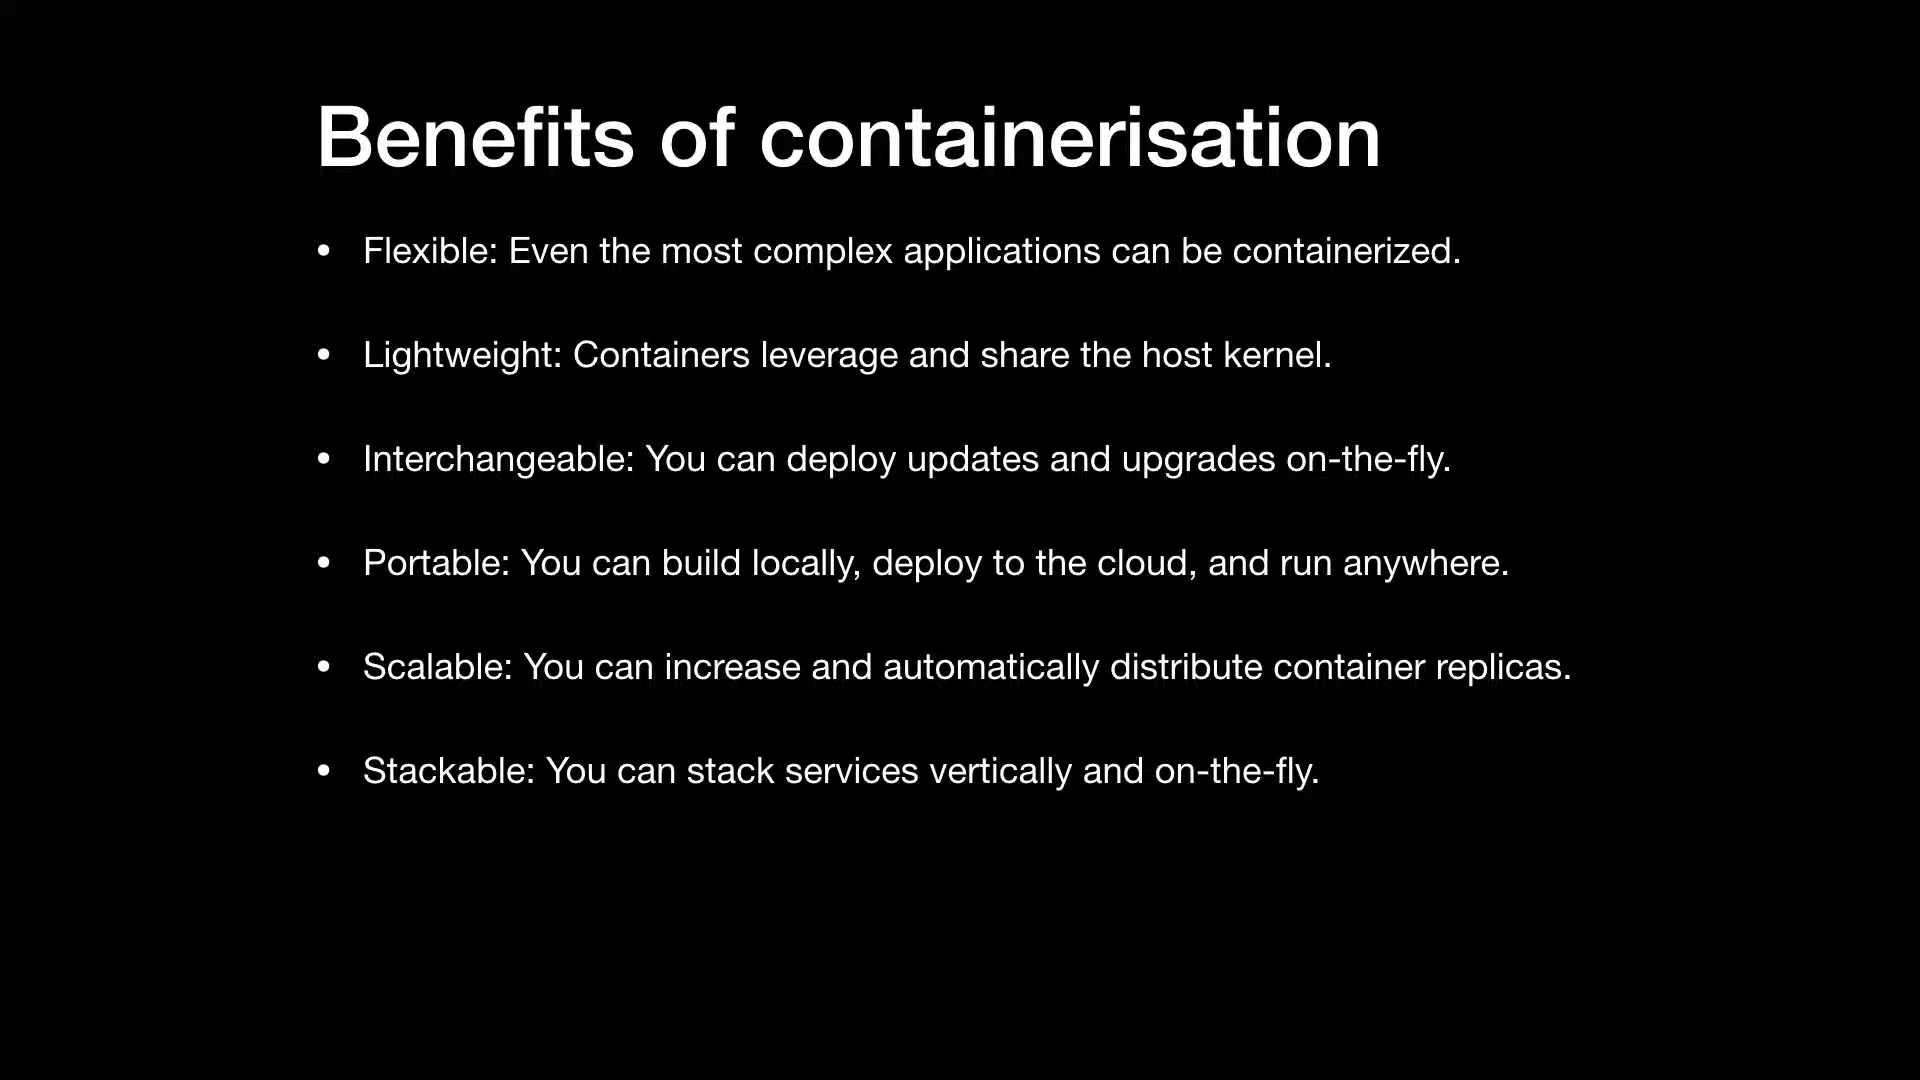 Benefits of containerisation
• Flexible: Even the most complex applications can be containerized.
• Lightweight: Containers leverage and share the host kernel.
• Interchangeable: You can deploy updates and upgrades on-the-fly.
• Portable: You can build locally, deploy to the cloud, and run anywhere.
• Scalable: You can increase and automatically distribute container replicas.
• Stackable: You can stack services vertically and on-the-fly.